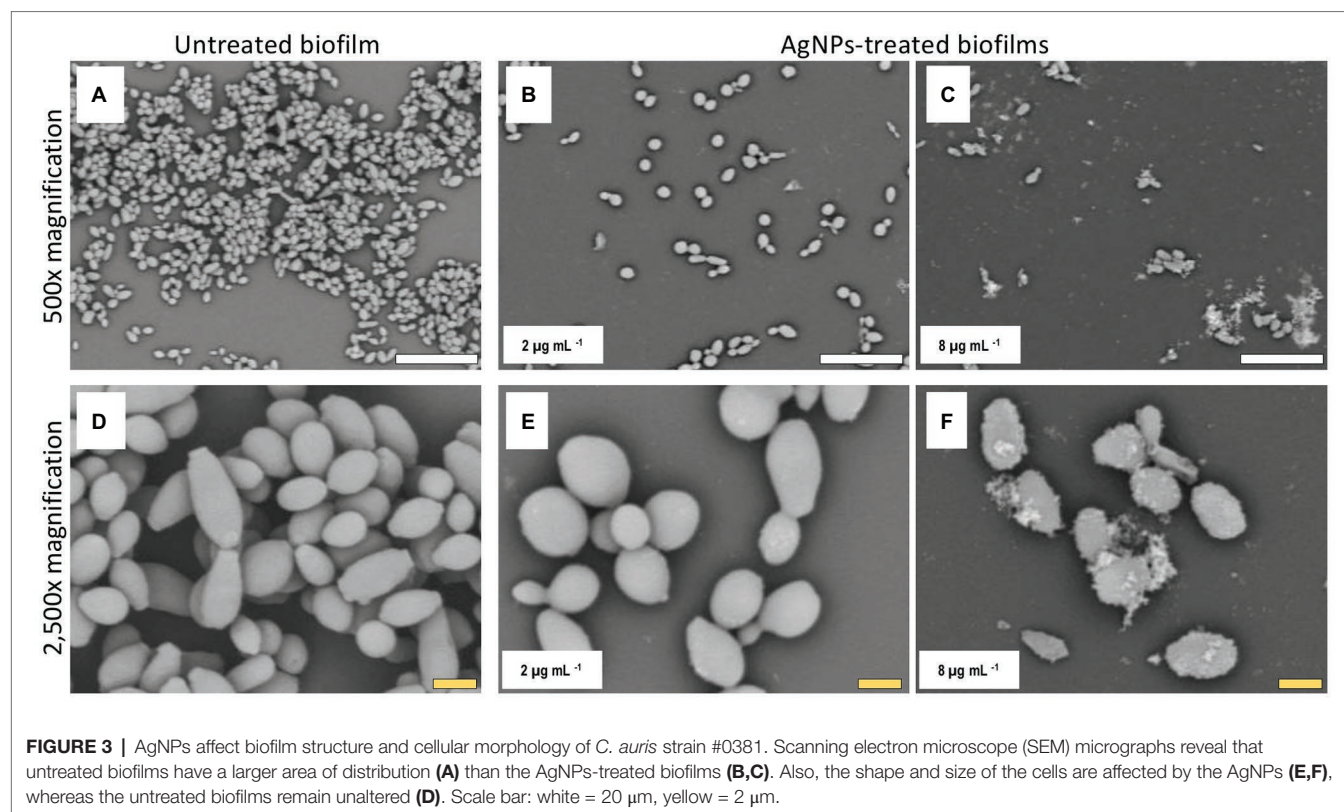 Untreated biofilm
AgNPs-treated biofilms
500x magnification
A
B
2 µg mL⁻¹
C
8 µg mL⁻¹
2,500x magnification
D
E
2 µg mL⁻¹
F
8 µg mL⁻¹
FIGURE 3 | AgNPs affect biofilm structure and cellular morphology of C. auris strain #0381. Scanning electron microscope (SEM) micrographs reveal that
untreated biofilms have a larger area of distribution (A) than the AgNPs-treated biofilms (B,C). Also, the shape and size of the cells are affected by the AgNPs (E,F),
whereas the untreated biofilms remain unaltered (D). Scale bar: white = 20 μm, yellow = 2 μm.